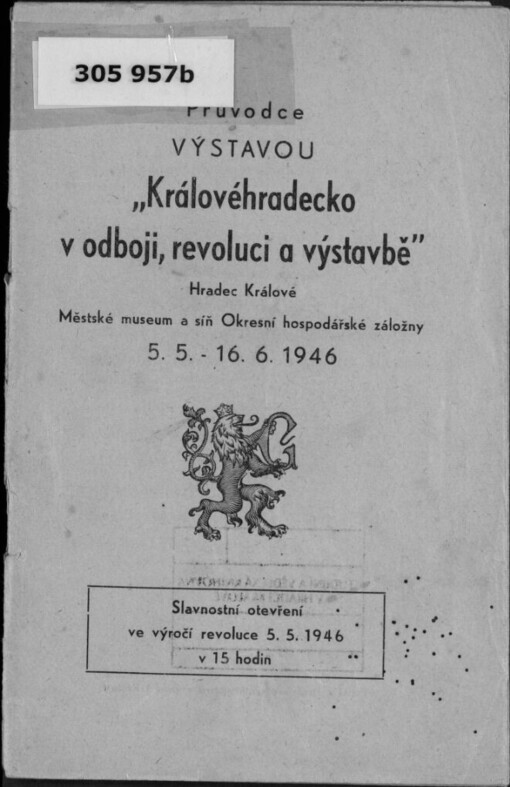 305 957b
Průvodce
VÝSTAVOU
„Královéhradecko
v odboji, revoluci a výstavbě”
Hradec Králové
Městské museum a síň Okresní hospodářské záložny
5. 5. - 16. 6. 1946
Slavnostní otevření
ve výročí revoluce 5. 5. 1946
v 15 hodin